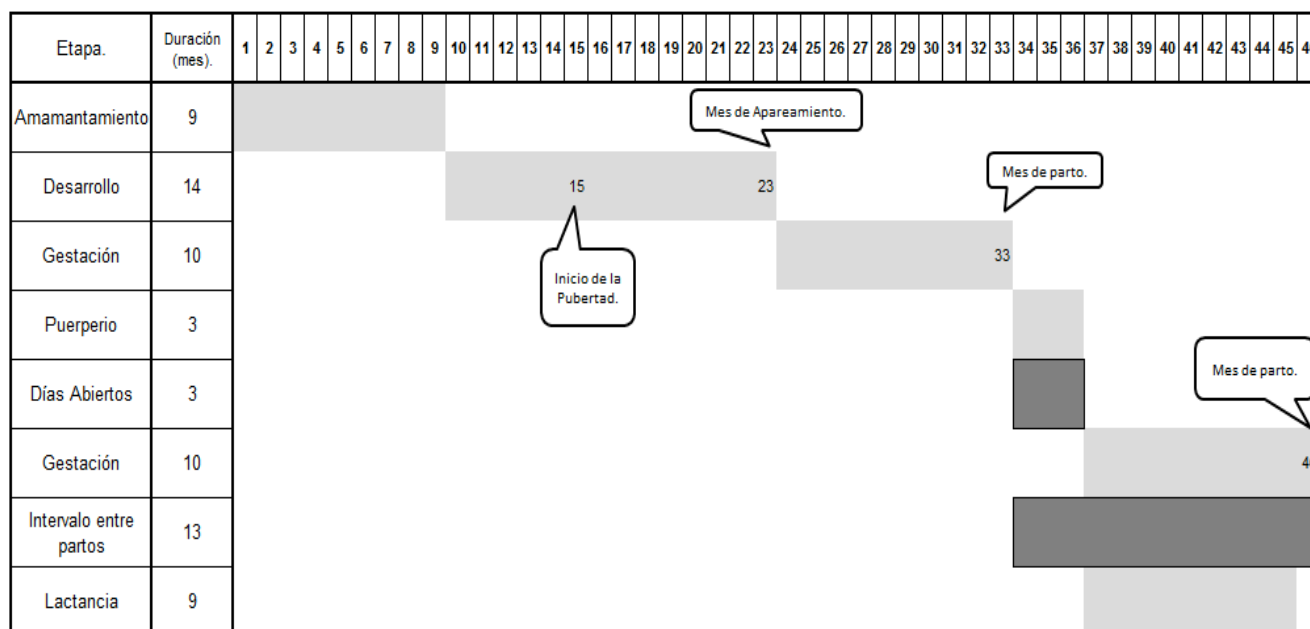 Etapa. Duración (mes). 1 2 3 4 5 6 7 8 9 10 11 12 13 14 15 16 17 18 19 20 21 22 23 24 25 26 27 28 29 30 31 32 33 34 35 36 37 38 39 40 41 42 43 44 45
Amamantamiento 9
Mes de Apareamiento.
Desarrollo 14 15 23
Mes de parto.
Gestación 10 33
Inicio de la
Pubertad.
Puerperio 3
Días Abiertos 3
Mes de parto.
Gestación 10
Intervalo entre
partos 13
Lactancia 9